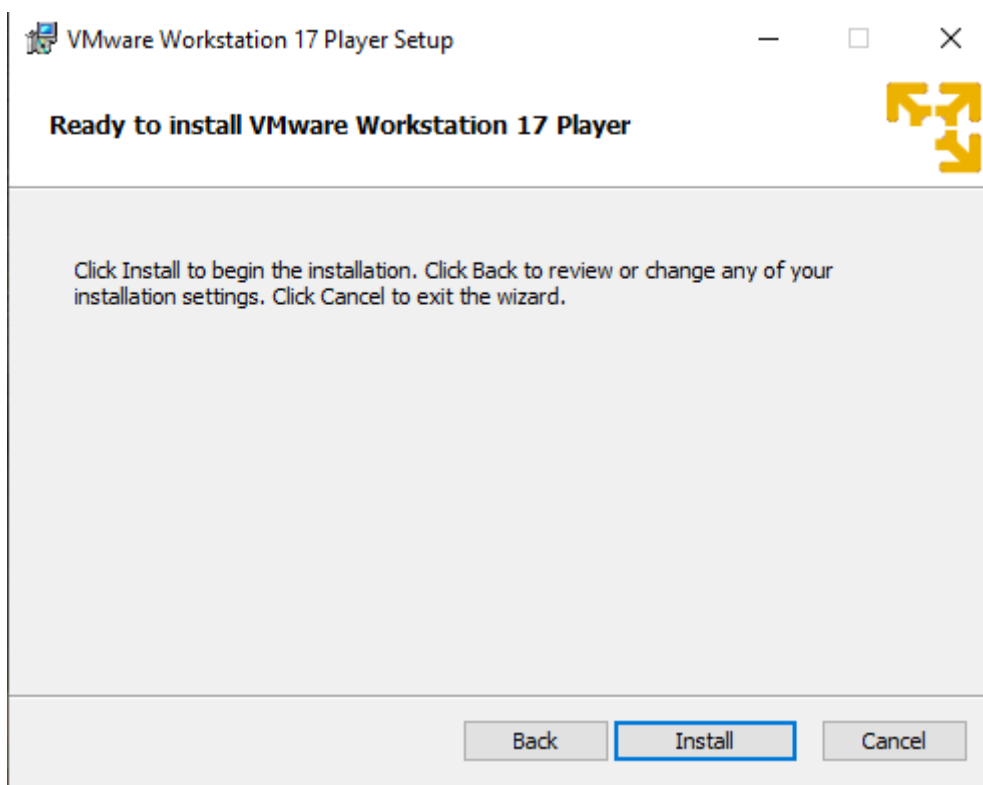 VMware Workstation 17 Player Setup
Ready to install VMware Workstation 17 Player
Click Install to begin the installation. Click Back to review or change any of your
installation settings. Click Cancel to exit the wizard.
Back Install Cancel